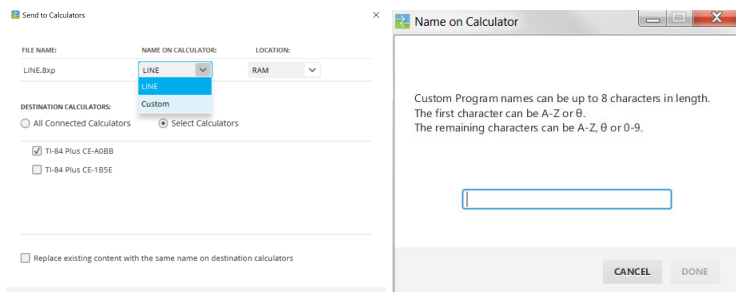 Send to Calculators
FILE NAME: NAME ON CALCULATOR: LOCATION:
LINE.8xp LINE RAM
LINE
Custom
DESTINATION CALCULATORS:
All Connected Calculators Select Calculators
TI-84 Plus CE-A0BB
TI-84 Plus CE-1B5E
Replace existing content with the same name on destination calculators
Name on Calculator
Custom Program names can be up to 8 characters in length.
The first character can be A-Z or θ.
The remaining characters can be A-Z, θ or 0-9.
CANCEL DONE